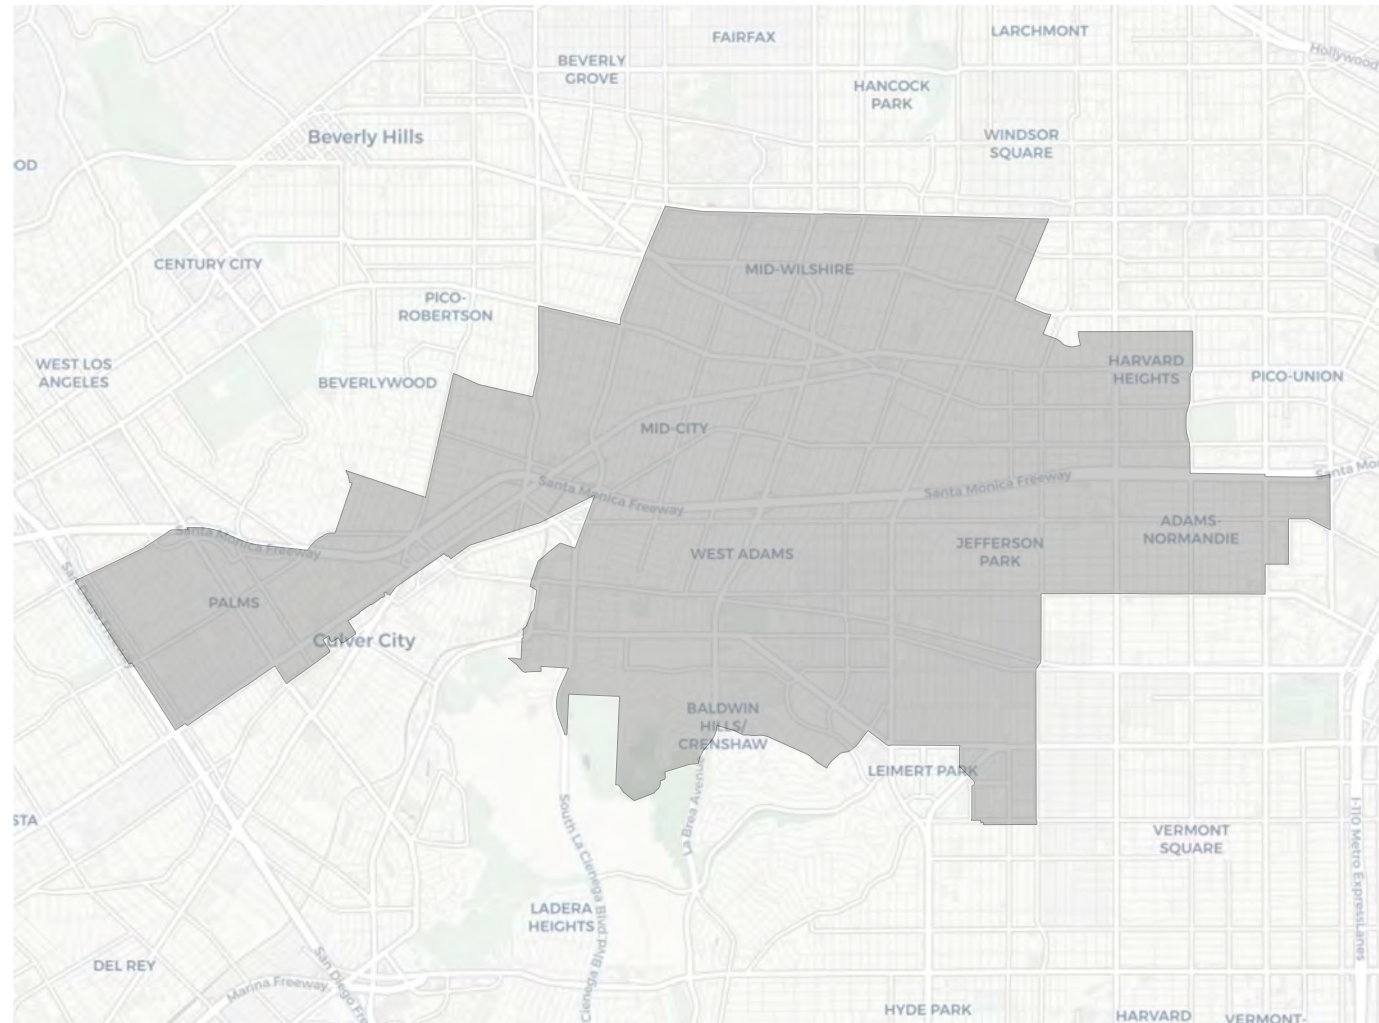 FAIRFAX
LARCHMONT
Hollywood
BEVERLY
GROVE
HANCOCK
PARK
Beverly Hills
WINDSOR
SQUARE
OD
CENTURY CITY
MID-WILSHIRE
PICO-
ROBERTSON
WEST LOS
ANGELES
BEVERLYWOOD
HARVARD
HEIGHTS
PICO-UNION
MID-CITY
Santa Monica Freeway
Santa Monica Freeway
Santa Mo
Santa Monica Freeway
ADAMS-
NORMANDIE
WEST ADAMS
JEFFERSON
PARK
PALMS
Culver City
BALDWIN
HILLS/
CRENSHAW
LEIMERT PARK
STA
South La Cienega Blvd
La Brea Avenue
VERMONT
SQUARE
I-110 Metro ExpressLanes
LADERA
HEIGHTS
Cienega Blvd
DEL REY
Marina Freeway
San Diego Fre
HYDE PARK
HARVARD
VERMONT-